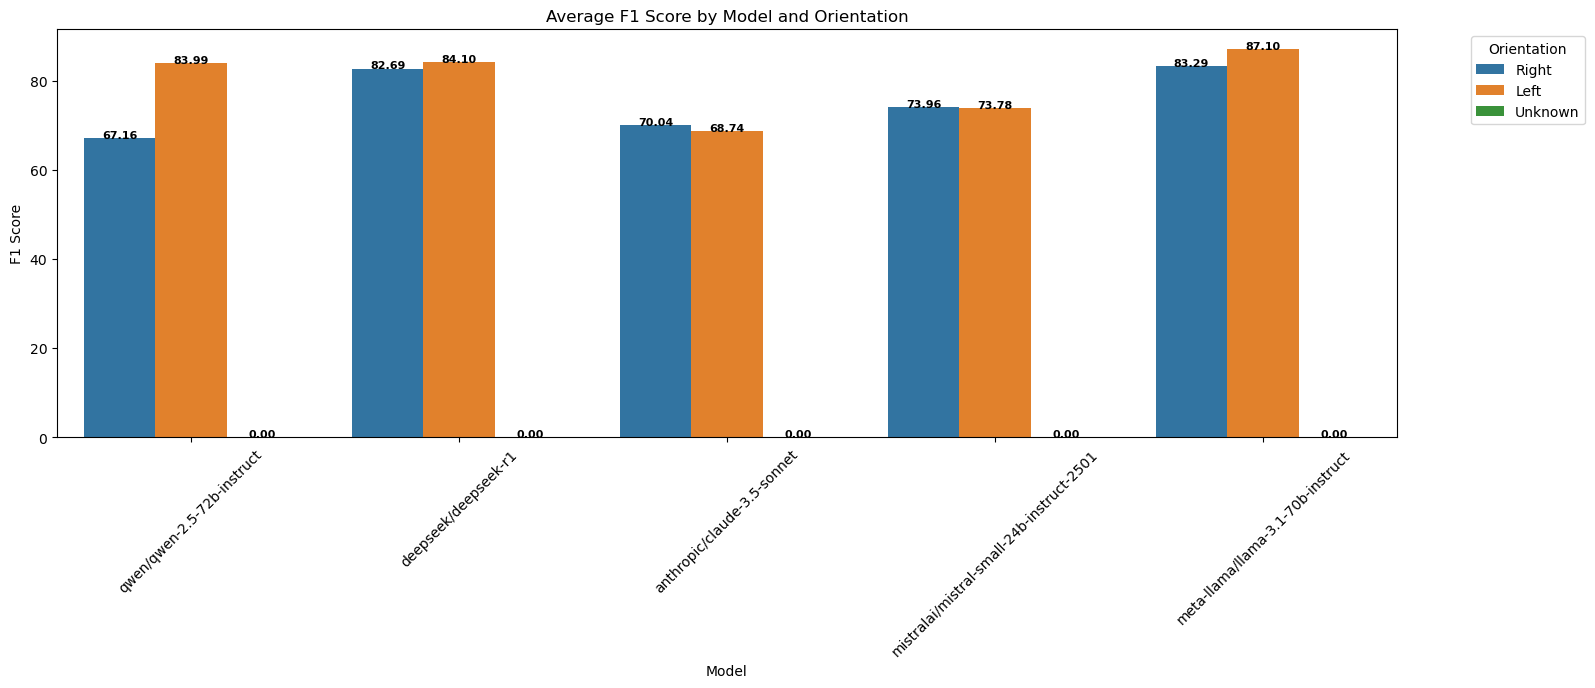 Average F1 Score by Model and Orientation
Orientation
Right
Left
Unknown
F1 Score
80
60
40
20
0
67.16
83.99
0.00
82.69
84.10
0.00
70.04
68.74
0.00
73.96
73.78
0.00
83.29
87.10
0.00
qwen/qwen-2.5-72b-instruct
deepseek/deepseek-r1
anthropic/claude-3.5-sonnet
mistralai/mistral-small-24b-instruct-2501
meta-llama/llama-3.1-70b-instruct
Model